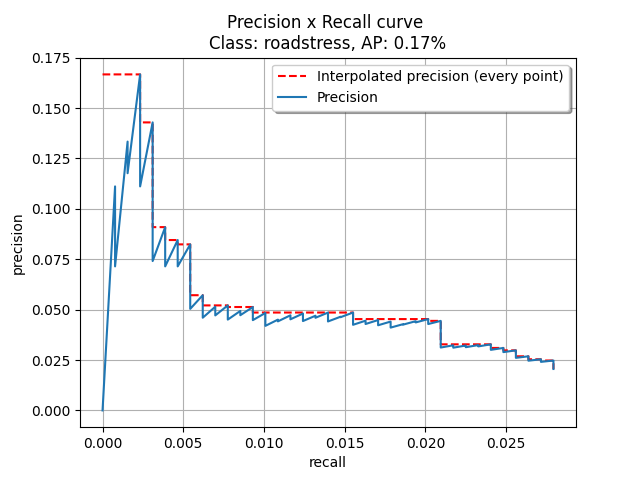 Precision x Recall curve
Class: roadstress, AP: 0.17%
Interpolated precision (every point)
Precision
0.175
0.150
0.125
0.100
0.075
0.050
0.025
0.000
precision
0.000 0.005 0.010 0.015 0.020 0.025
recall